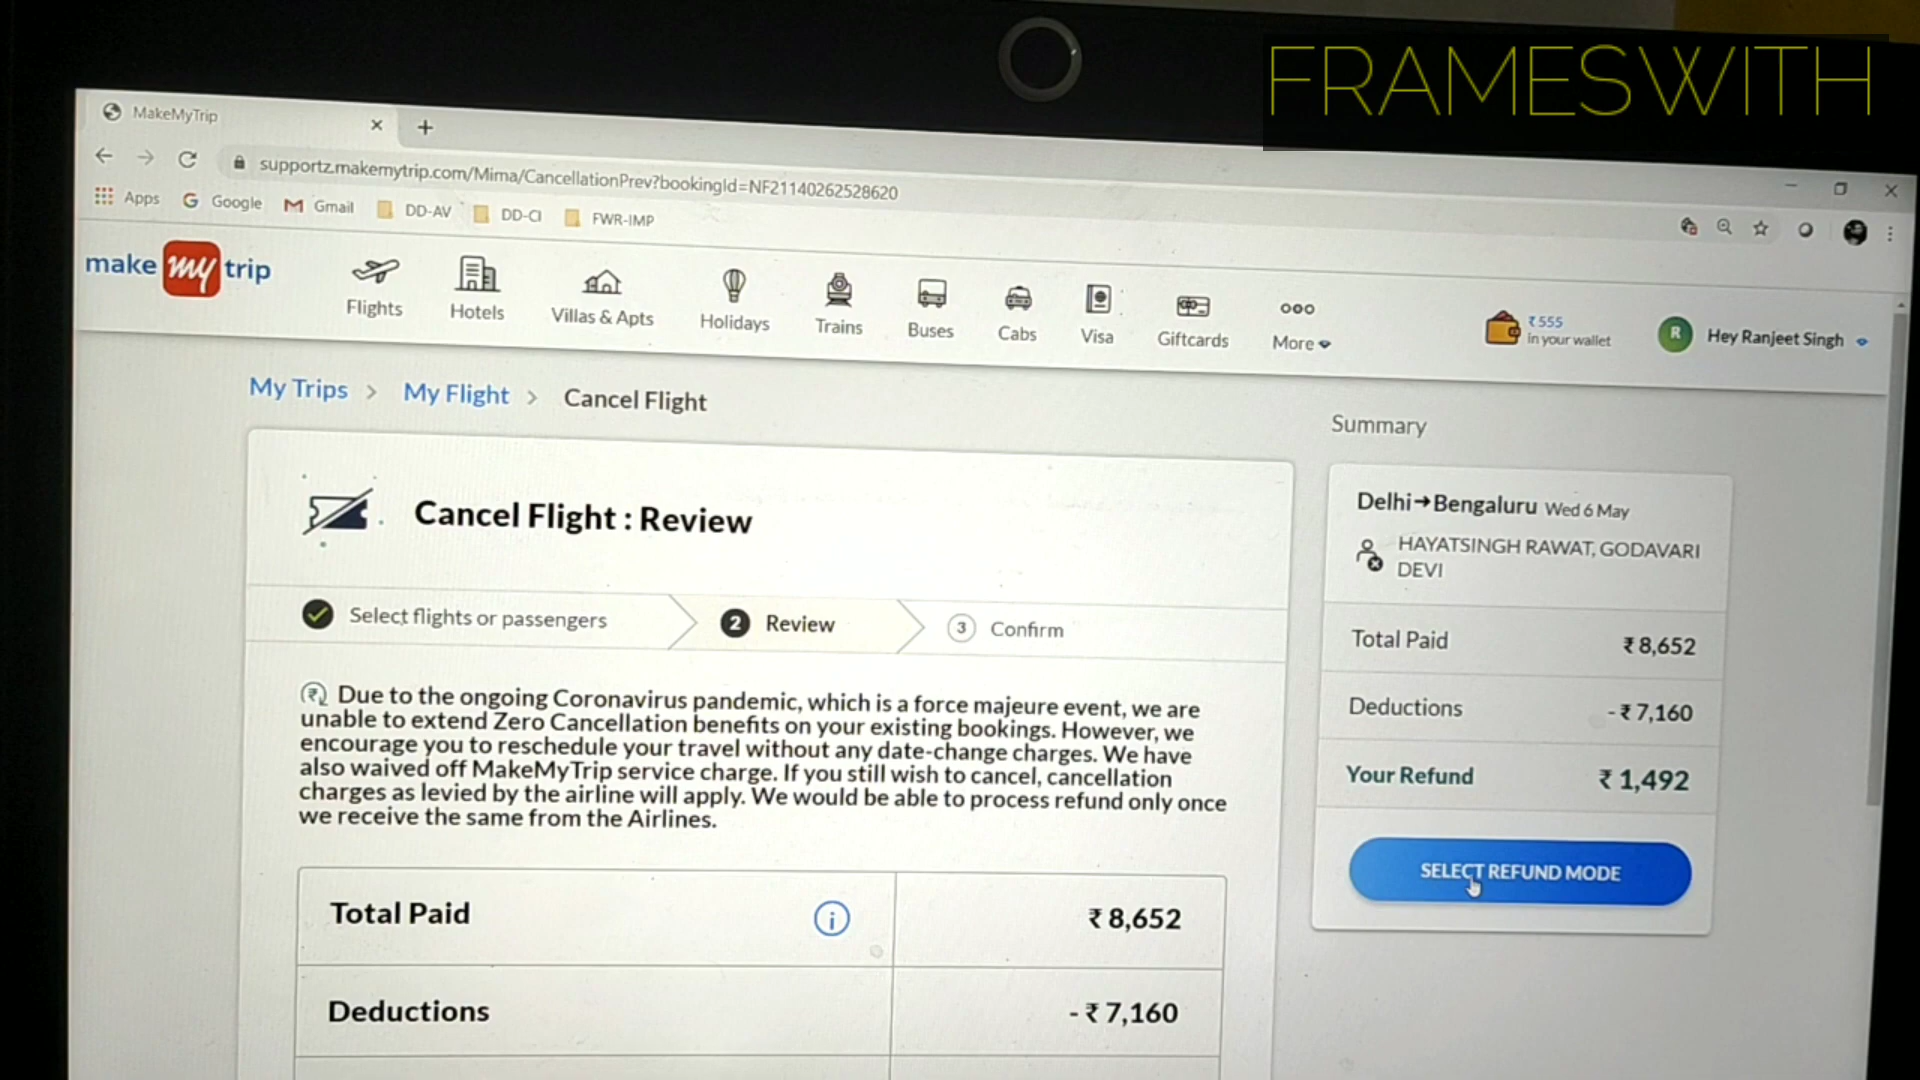 FRAMESWITH
MakeMyTrip
supportz.makemytrip.com/Mima/CancellationPrev?bookingId=NF21140262528620
Apps Google Gmail DD-AV DD-CI FWR-IMP
make my trip
Flights Hotels Villas & Apts Holidays Trains Buses Cabs Visa Giftcards More
₹555
in your wallet
R Hey Ranjeet Singh
My Trips > My Flight > Cancel Flight
Cancel Flight : Review
Select flights or passengers 2 Review 3 Confirm
Due to the ongoing Coronavirus pandemic, which is a force majeure event, we are
unable to extend Zero Cancellation benefits on your existing bookings. However, we
encourage you to reschedule your travel without any date-change charges. We have
also waived off MakeMyTrip service charge. If you still wish to cancel, cancellation
charges as levied by the airline will apply. We would be able to process refund only once
we receive the same from the Airlines.
Total Paid i ₹ 8,652
Deductions - ₹ 7,160
Summary
Delhi→Bengaluru Wed 6 May
HAYATSINGH RAWAT, GODAVARI
DEVI
Total Paid ₹ 8,652
Deductions - ₹ 7,160
Your Refund ₹ 1,492
SELECT REFUND MODE